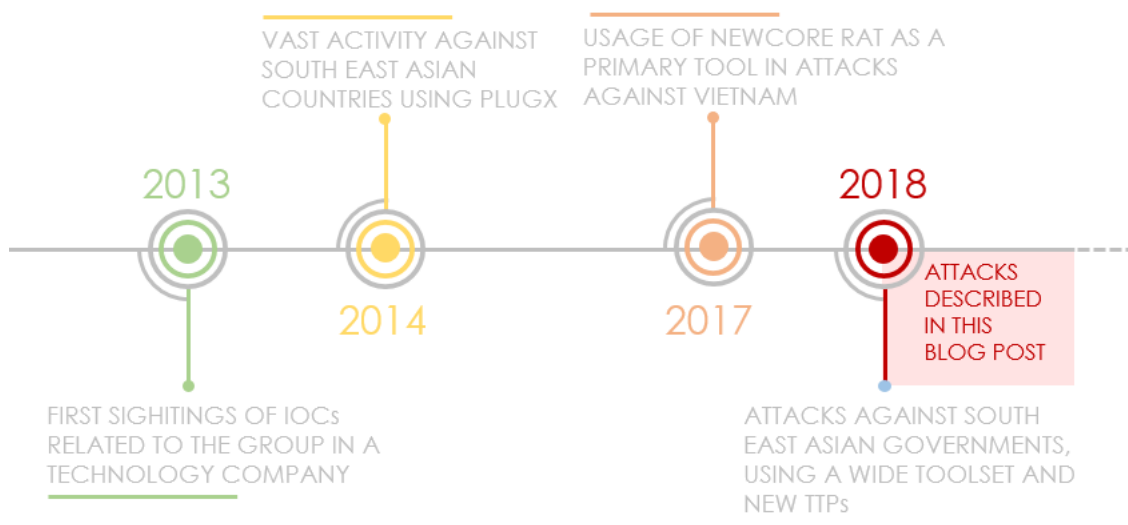 VAST ACTIVITY AGAINST
SOUTH EAST ASIAN
COUNTRIES USING PLUGX
USAGE OF NEWCORE RAT AS A
PRIMARY TOOL IN ATTACKS
AGAINST VIETNAM
2013
2018
2014
2017
ATTACKS
DESCRIBED
IN THIS
BLOG POST
FIRST SIGHITINGS OF IOCs
RELATED TO THE GROUP IN A
TECHNOLOGY COMPANY
ATTACKS AGAINST SOUTH
EAST ASIAN GOVERNMENTS,
USING A WIDE TOOLSET AND
NEW TTPs